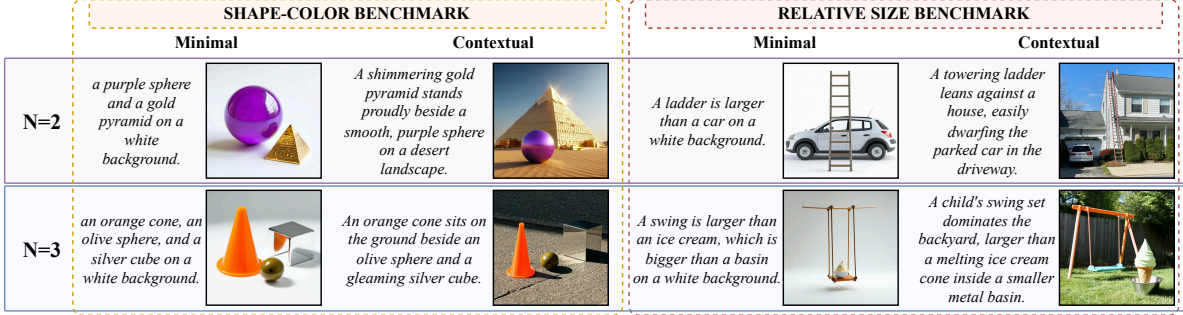 SHAPE-COLOR BENCHMARK
RELATIVE SIZE BENCHMARK
Minimal
Contextual
Minimal
Contextual
N=2
a purple sphere
and a gold
pyramid on a
white
background.
A shimmering gold
pyramid stands
proudly beside a
smooth, purple sphere
on a desert
landscape.
A ladder is larger
than a car on a
white background.
A towering ladder
leans against a
house, easily
dwarfing the
parked car in the
driveway.
N=3
an orange cone, an
olive sphere, and a
silver cube on a
white background.
An orange cone sits on
the ground beside an
olive sphere and a
gleaming silver cube.
A swing is larger than
an ice cream, which is
bigger than a basin
on a white background.
A child's swing set
dominates the
backyard, larger than
a melting ice cream
cone inside a smaller
metal basin.